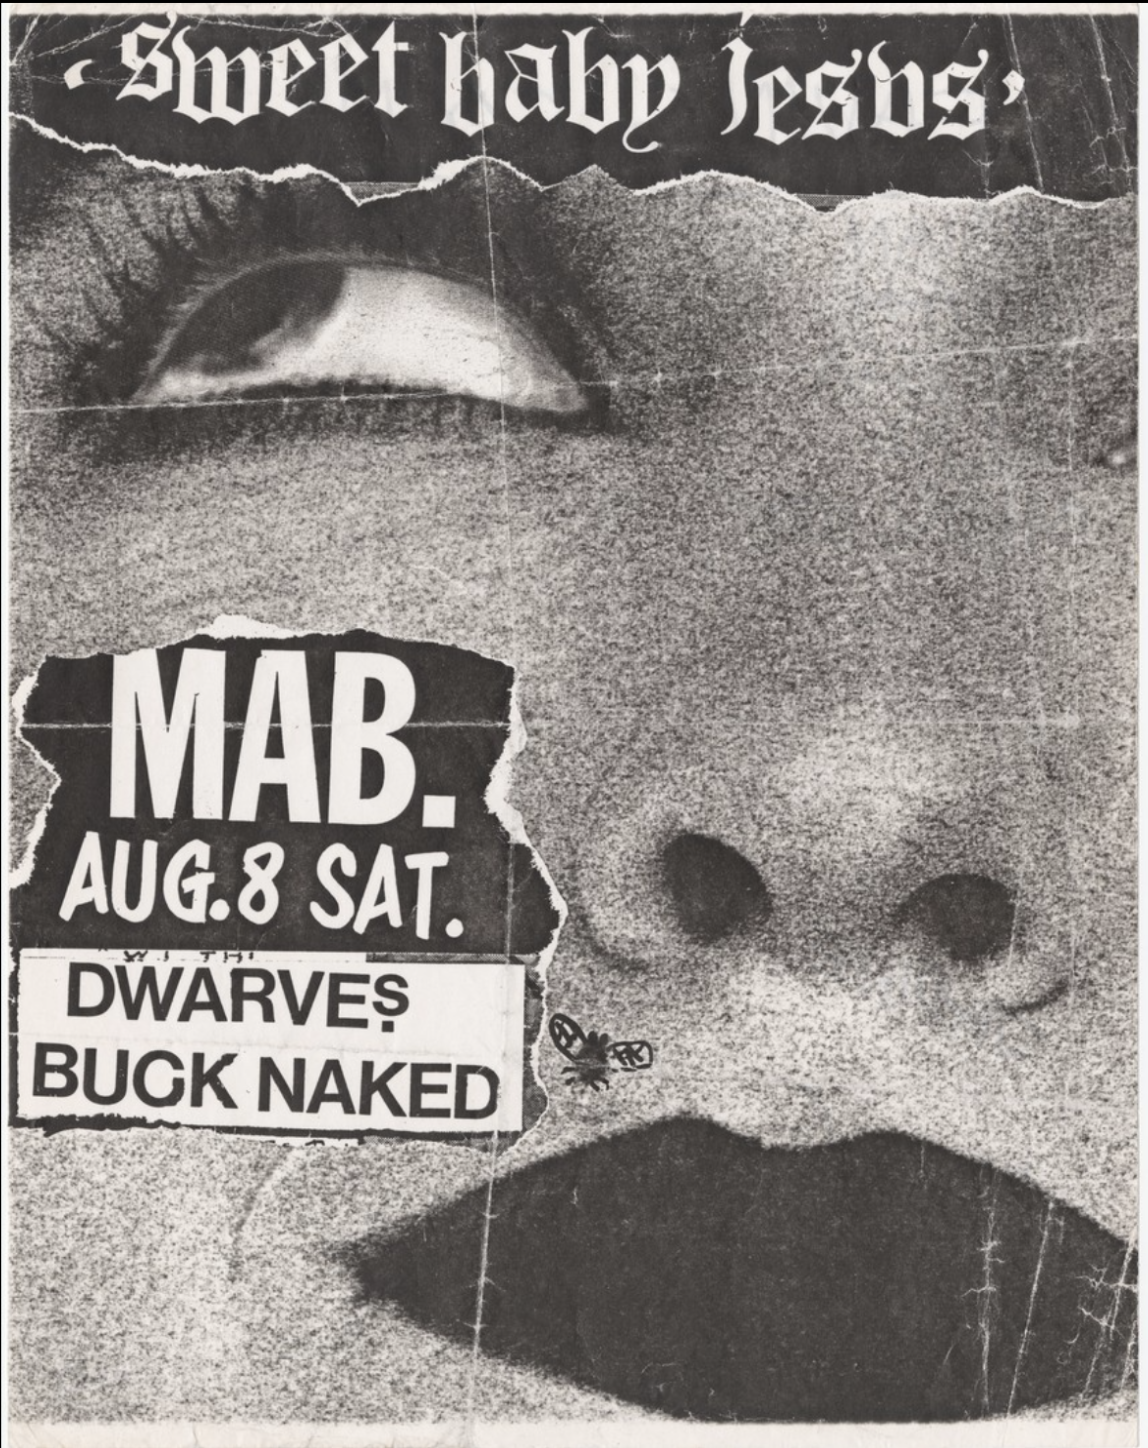 ‘sweet baby jesus’
MAB.
AUG.8 SAT.
DWARVES
BUCK NAKED